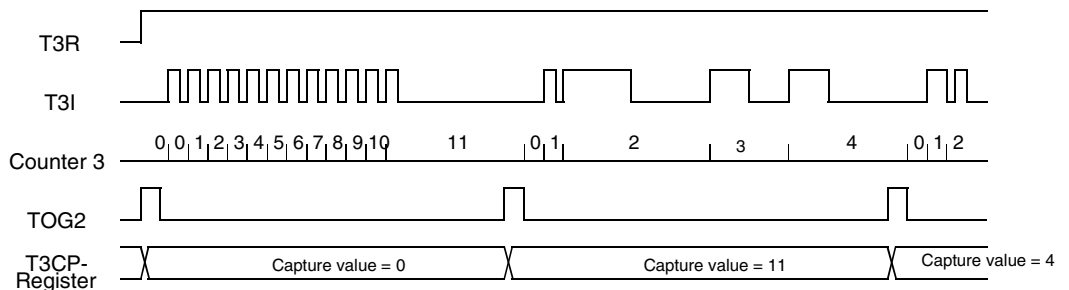 T3R
T3I
Counter 3 0 0 1 2 3 4 5 6 7 8 9 10 11 0 1 2 3 4 0 1 2
TOG2
T3CP-
Register
Capture value = 0 Capture value = 11 Capture value = 4